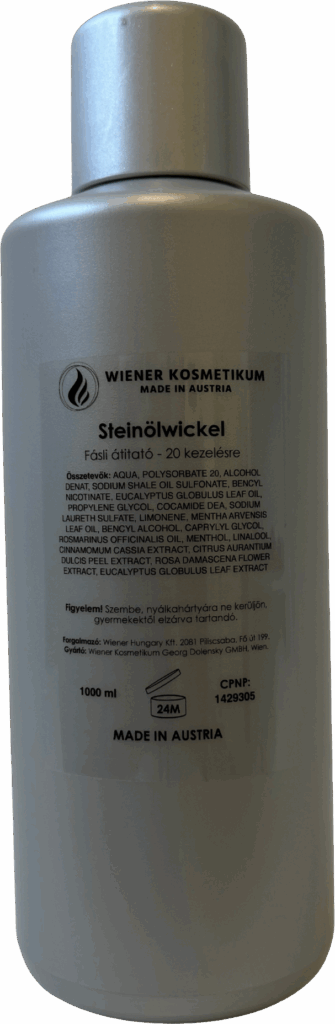 WIENER KOSMETIKUM
MADE IN AUSTRIA
Steinölwickel
Fásli átitató - 20 kezelésre
Összetevők: AQUA, POLYSORBATE 20, ALCOHOL
DENAT, SODIUM SHALE OIL SULFONATE, BENCYL
NICOTINATE, EUCALYPTUS GLOBULUS LEAF OIL,
PROPYLENE GLYCOL, COCAMIDE DEA, SODIUM
LAURETH SULFATE, LIMONENE, MENTHA ARVENSIS
LEAF OIL, BENCYL ALCOHOL, CAPRYLYL GLYCOL,
ROSMARINUS OFFICINALIS OIL, MENTHOL, LINALOOL,
CINNAMOMUM CASSIA EXTRACT, CITRUS AURANTIUM
DULCIS PEEL EXTRACT, ROSA DAMASCENA FLOWER
EXTRACT, EUCALYPTUS GLOBULUS LEAF EXTRACT
Figyelem! Szembe, nyálkahártyára ne kerüljön,
gyermekektől elzárva tartandó.
Forgalmazó: Wiener Hungary Kft. 2081 Piliscsaba, Fő út 199.
Gyártó: Wiener Kosmetikum Georg Dolensky GMBH, Wien.
1000 ml
24M
CPNP:
1429305
MADE IN AUSTRIA